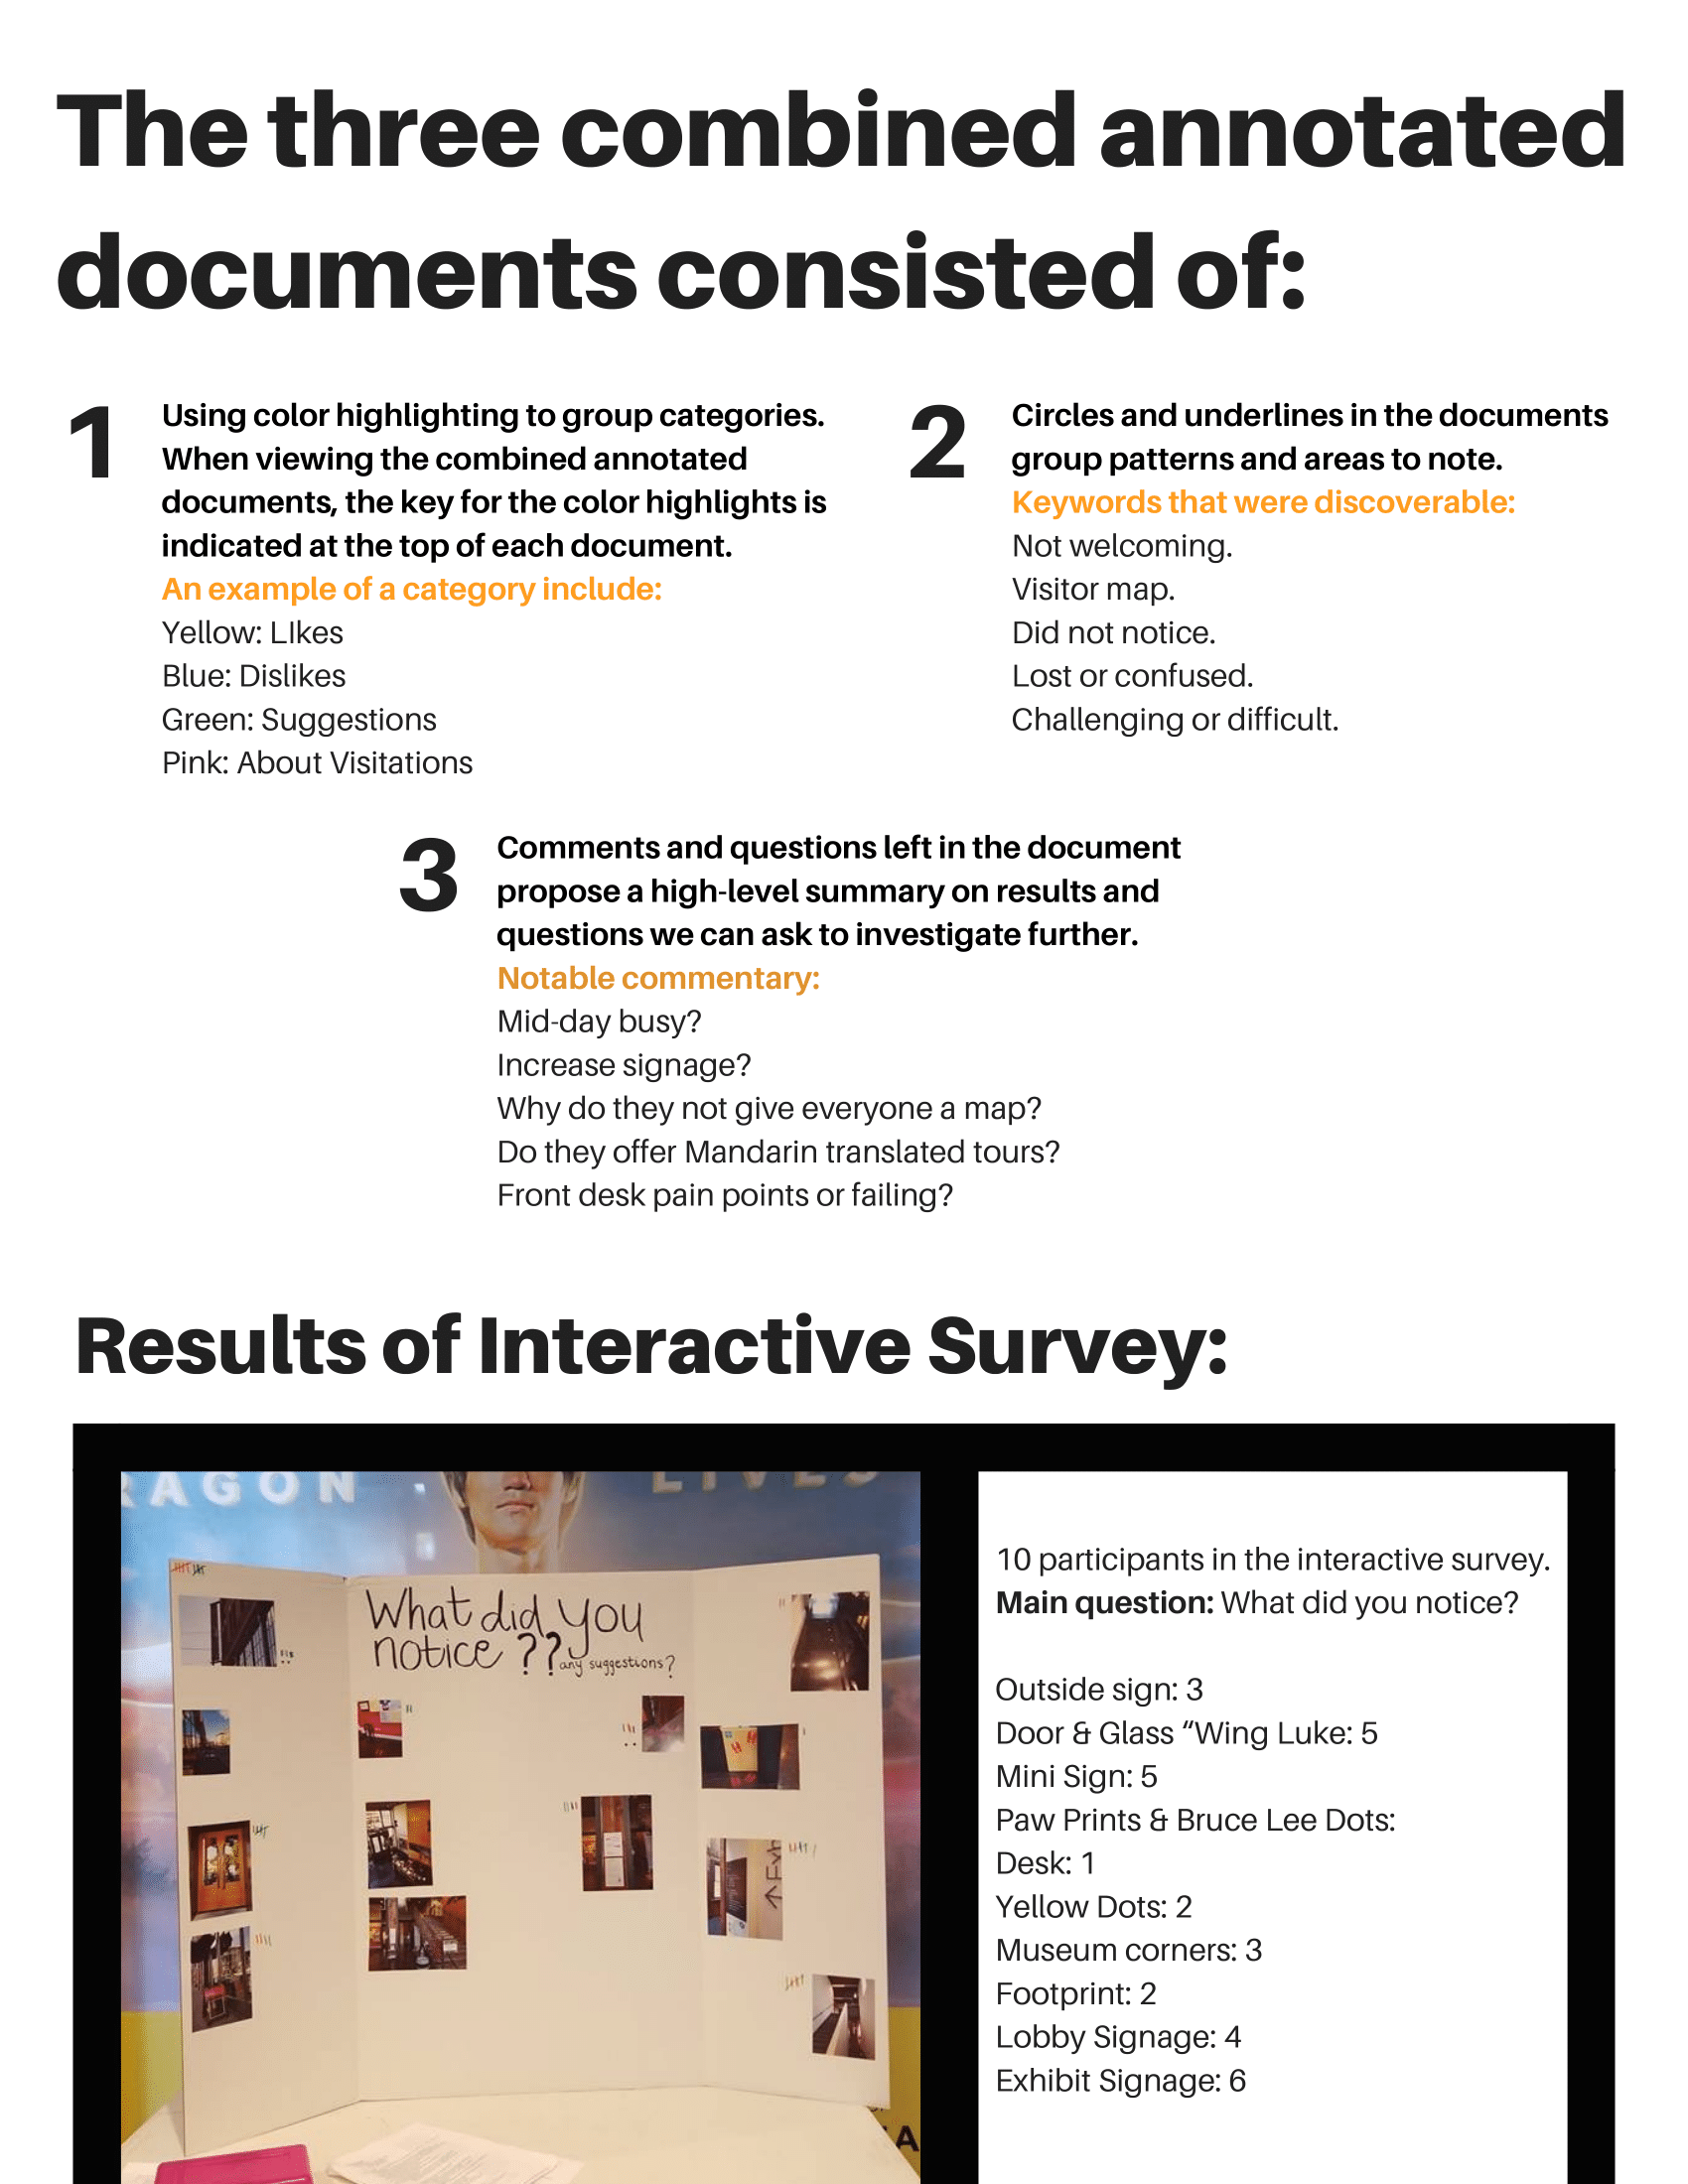 The three combined annotated
documents consisted of:
1
Using color highlighting to group categories.
When viewing the combined annotated
documents, the key for the color highlights is
indicated at the top of each document.
An example of a category include:
Yellow: LIkes
Blue: Dislikes
Green: Suggestions
Pink: About Visitations
2
Circles and underlines in the documents
group patterns and areas to note.
Keywords that were discoverable:
Not welcoming.
Visitor map.
Did not notice.
Lost or confused.
Challenging or difficult.
3
Comments and questions left in the document
propose a high-level summary on results and
questions we can ask to investigate further.
Notable commentary:
Mid-day busy?
Increase signage?
Why do they not give everyone a map?
Do they offer Mandarin translated tours?
Front desk pain points or failing?
Results of Interactive Survey:
RAGON LIVES
What did you
notice ??
any suggestions?
10 participants in the interactive survey.
Main question: What did you notice?
Outside sign: 3
Door & Glass “Wing Luke: 5
Mini Sign: 5
Paw Prints & Bruce Lee Dots:
Desk: 1
Yellow Dots: 2
Museum corners: 3
Footprint: 2
Lobby Signage: 4
Exhibit Signage: 6